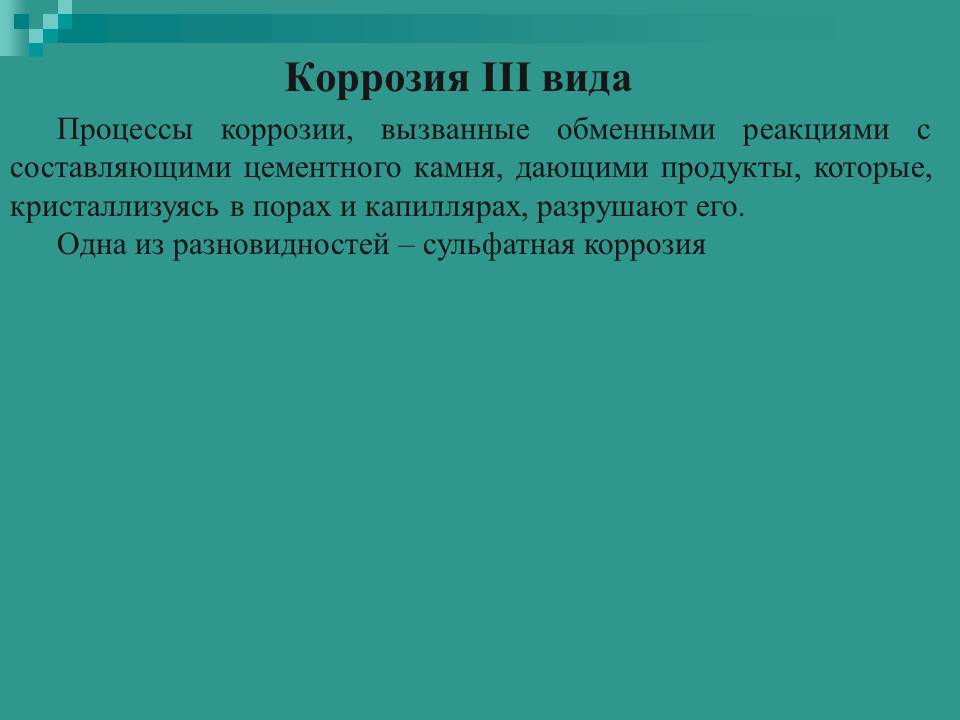 Коррозия III вида
Процессы коррозии, вызванные обменными реакциями с
составляющими цементного камня, дающими продукты, которые,
кристаллизуясь в порах и капиллярах, разрушают его.
Одна из разновидностей – сульфатная коррозия